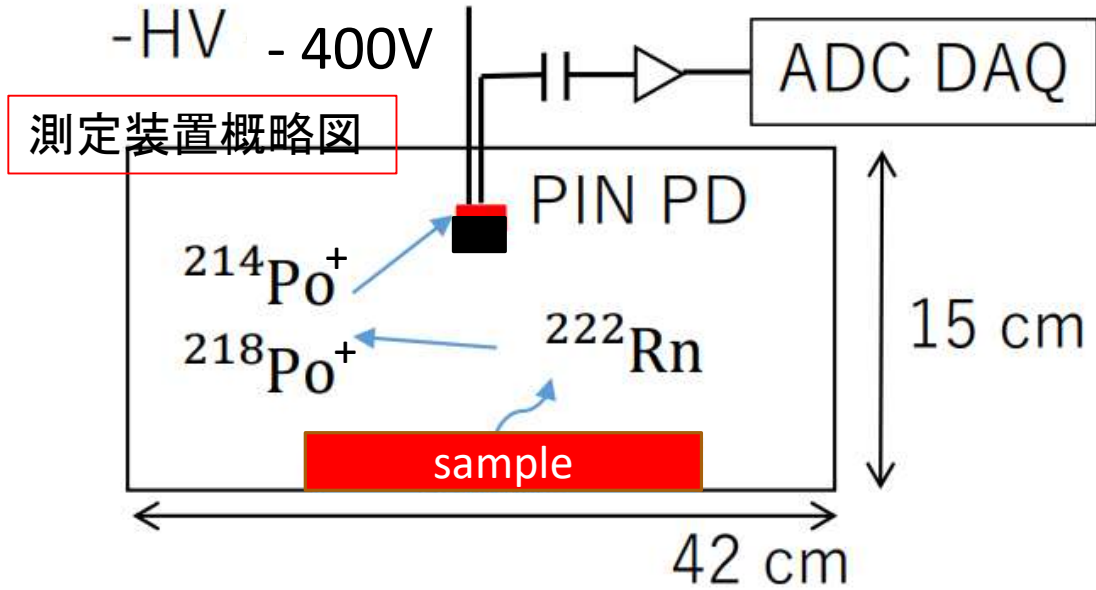 -HV - 400V
ADC DAQ
測定装置概略図
PIN PD
²¹⁴Po⁺
²¹⁸Po⁺
²²²Rn
15 cm
sample
42 cm